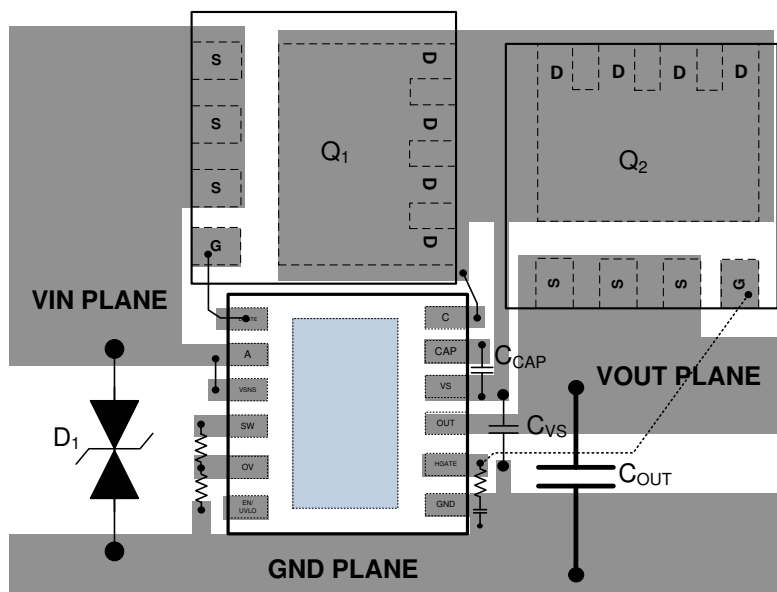 S
S
S
G
D
D
D
D
Q1
D
D
D
D
Q2
S
S
S
G
VIN PLANE
A
VSNS
SW
OV
EN/
UVLO
C
CAP
VS
OUT
HGATE
GND
CCAP
CVS
VOUT PLANE
D1
COUT
GND PLANE